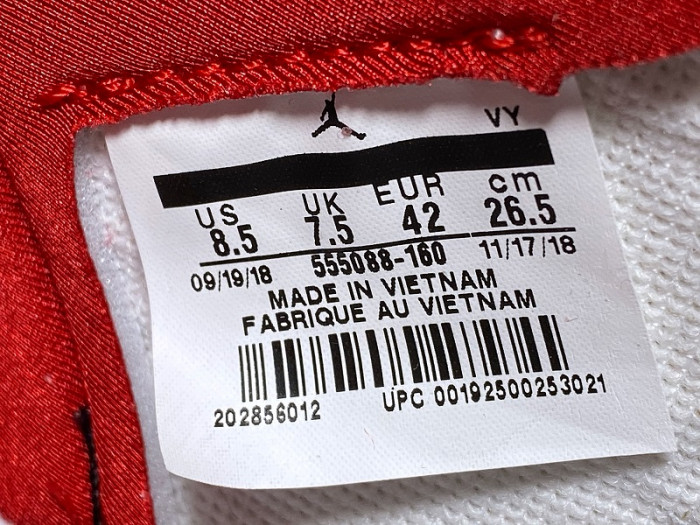 VY
US UK EUR cm
8.5 7.5 42 26.5
09/19/18 555088-160 11/17/18
MADE IN VIETNAM
FABRIQUE AU VIETNAM
202856012 UPC 00192500253021